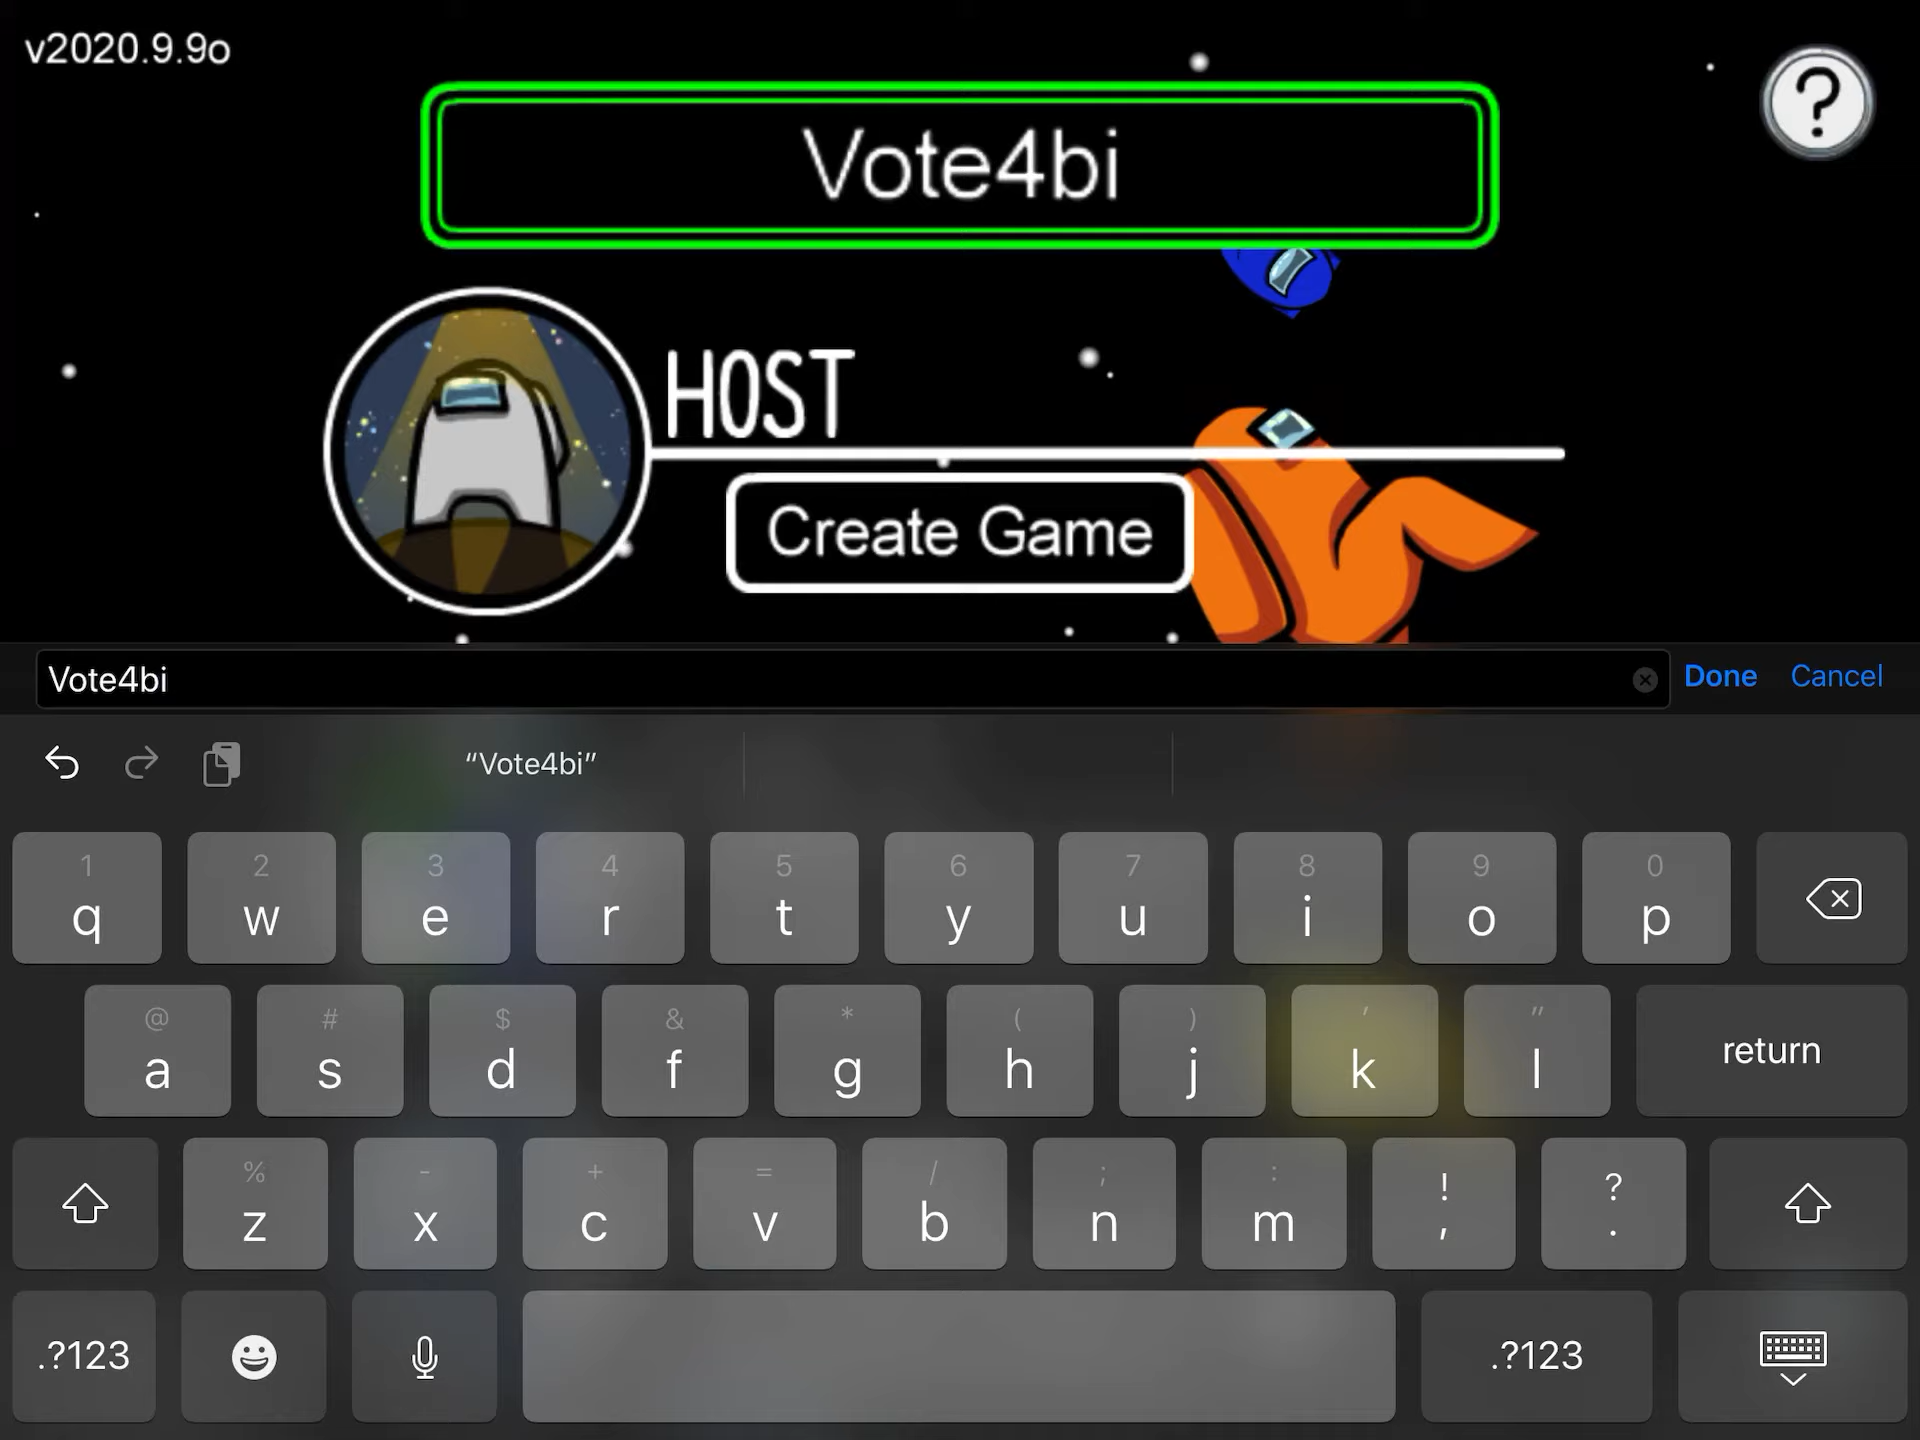 v2020.9.9o
?
Vote4bi
HOST
Create Game
Vote4bi Done Cancel
“Vote4bi”
1 2 3 4 5 6 7 8 9 0
q w e r t y u i o p
@ # $ & * ( ) ' "
a s d f g h j k l return
% - + = / ; : ! ?
z x c v b n m , .
.?123 .?123